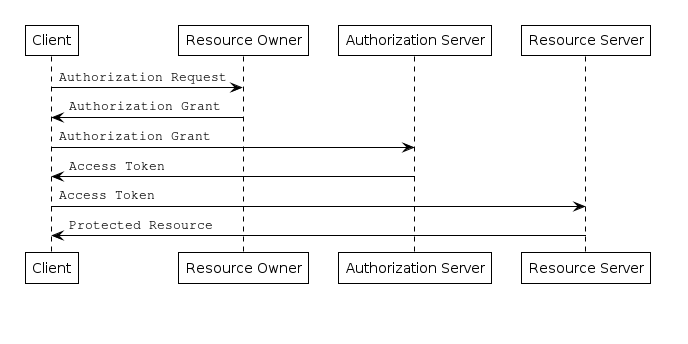 Client Resource Owner Authorization Server Resource Server
Authorization Request
Authorization Grant
Authorization Grant
Access Token
Access Token
Protected Resource
Client Resource Owner Authorization Server Resource Server